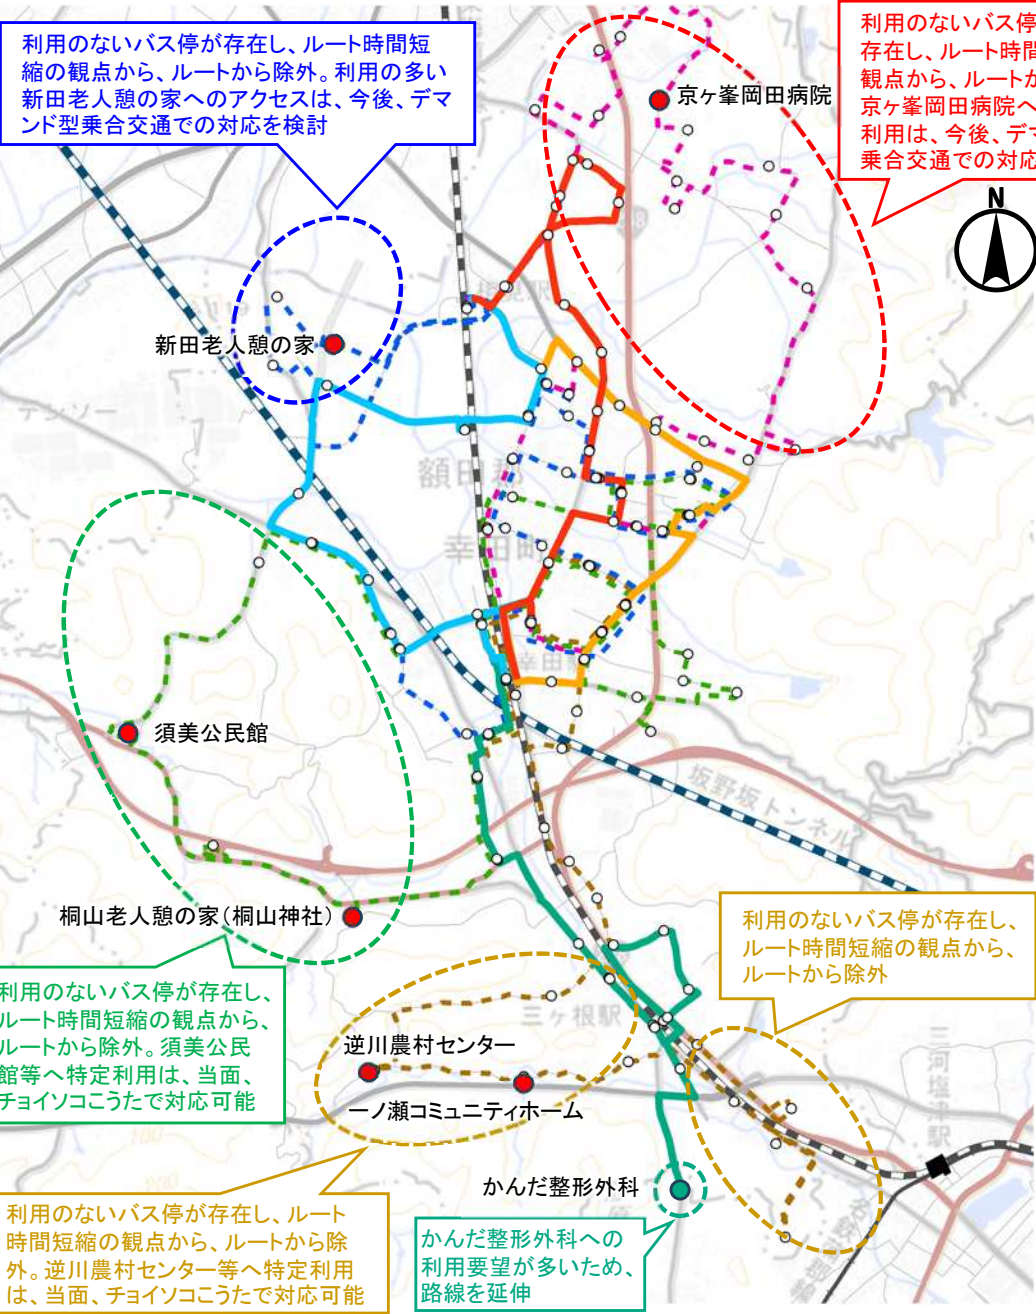 利用のないバス停が存在し、ルート時間短
縮の観点から、ルートから除外。利用の多い
新田老人憩の家へのアクセスは、今後、デマ
ンド型乗合交通での対応を検討
利用のないバス停
存在し、ルート時間
観点から、ルートか
京ヶ峯岡田病院へ
利用は、今後、デマ
乗合交通での対応
京ヶ峯岡田病院
N
新田老人憩の家
デンソー
額田郡
幸田町
須美公民館
坂野坂トンネル
桐山老人憩の家(桐山神社)
利用のないバス停が存在し、
ルート時間短縮の観点から、
ルートから除外
利用のないバス停が存在し、
ルート時間短縮の観点から、
ルートから除外。須美公民
館等へ特定利用は、当面、
チョイソコこうたで対応可能
三ヶ根駅
逆川農村センター
一ノ瀬コミュニティホーム
三河塩津駅
かんだ整形外科
利用のないバス停が存在し、ルート
時間短縮の観点から、ルートから除
外。逆川農村センター等へ特定利用
は、当面、チョイソコこうたで対応可能
かんだ整形外科への
利用要望が多いため、
路線を延伸